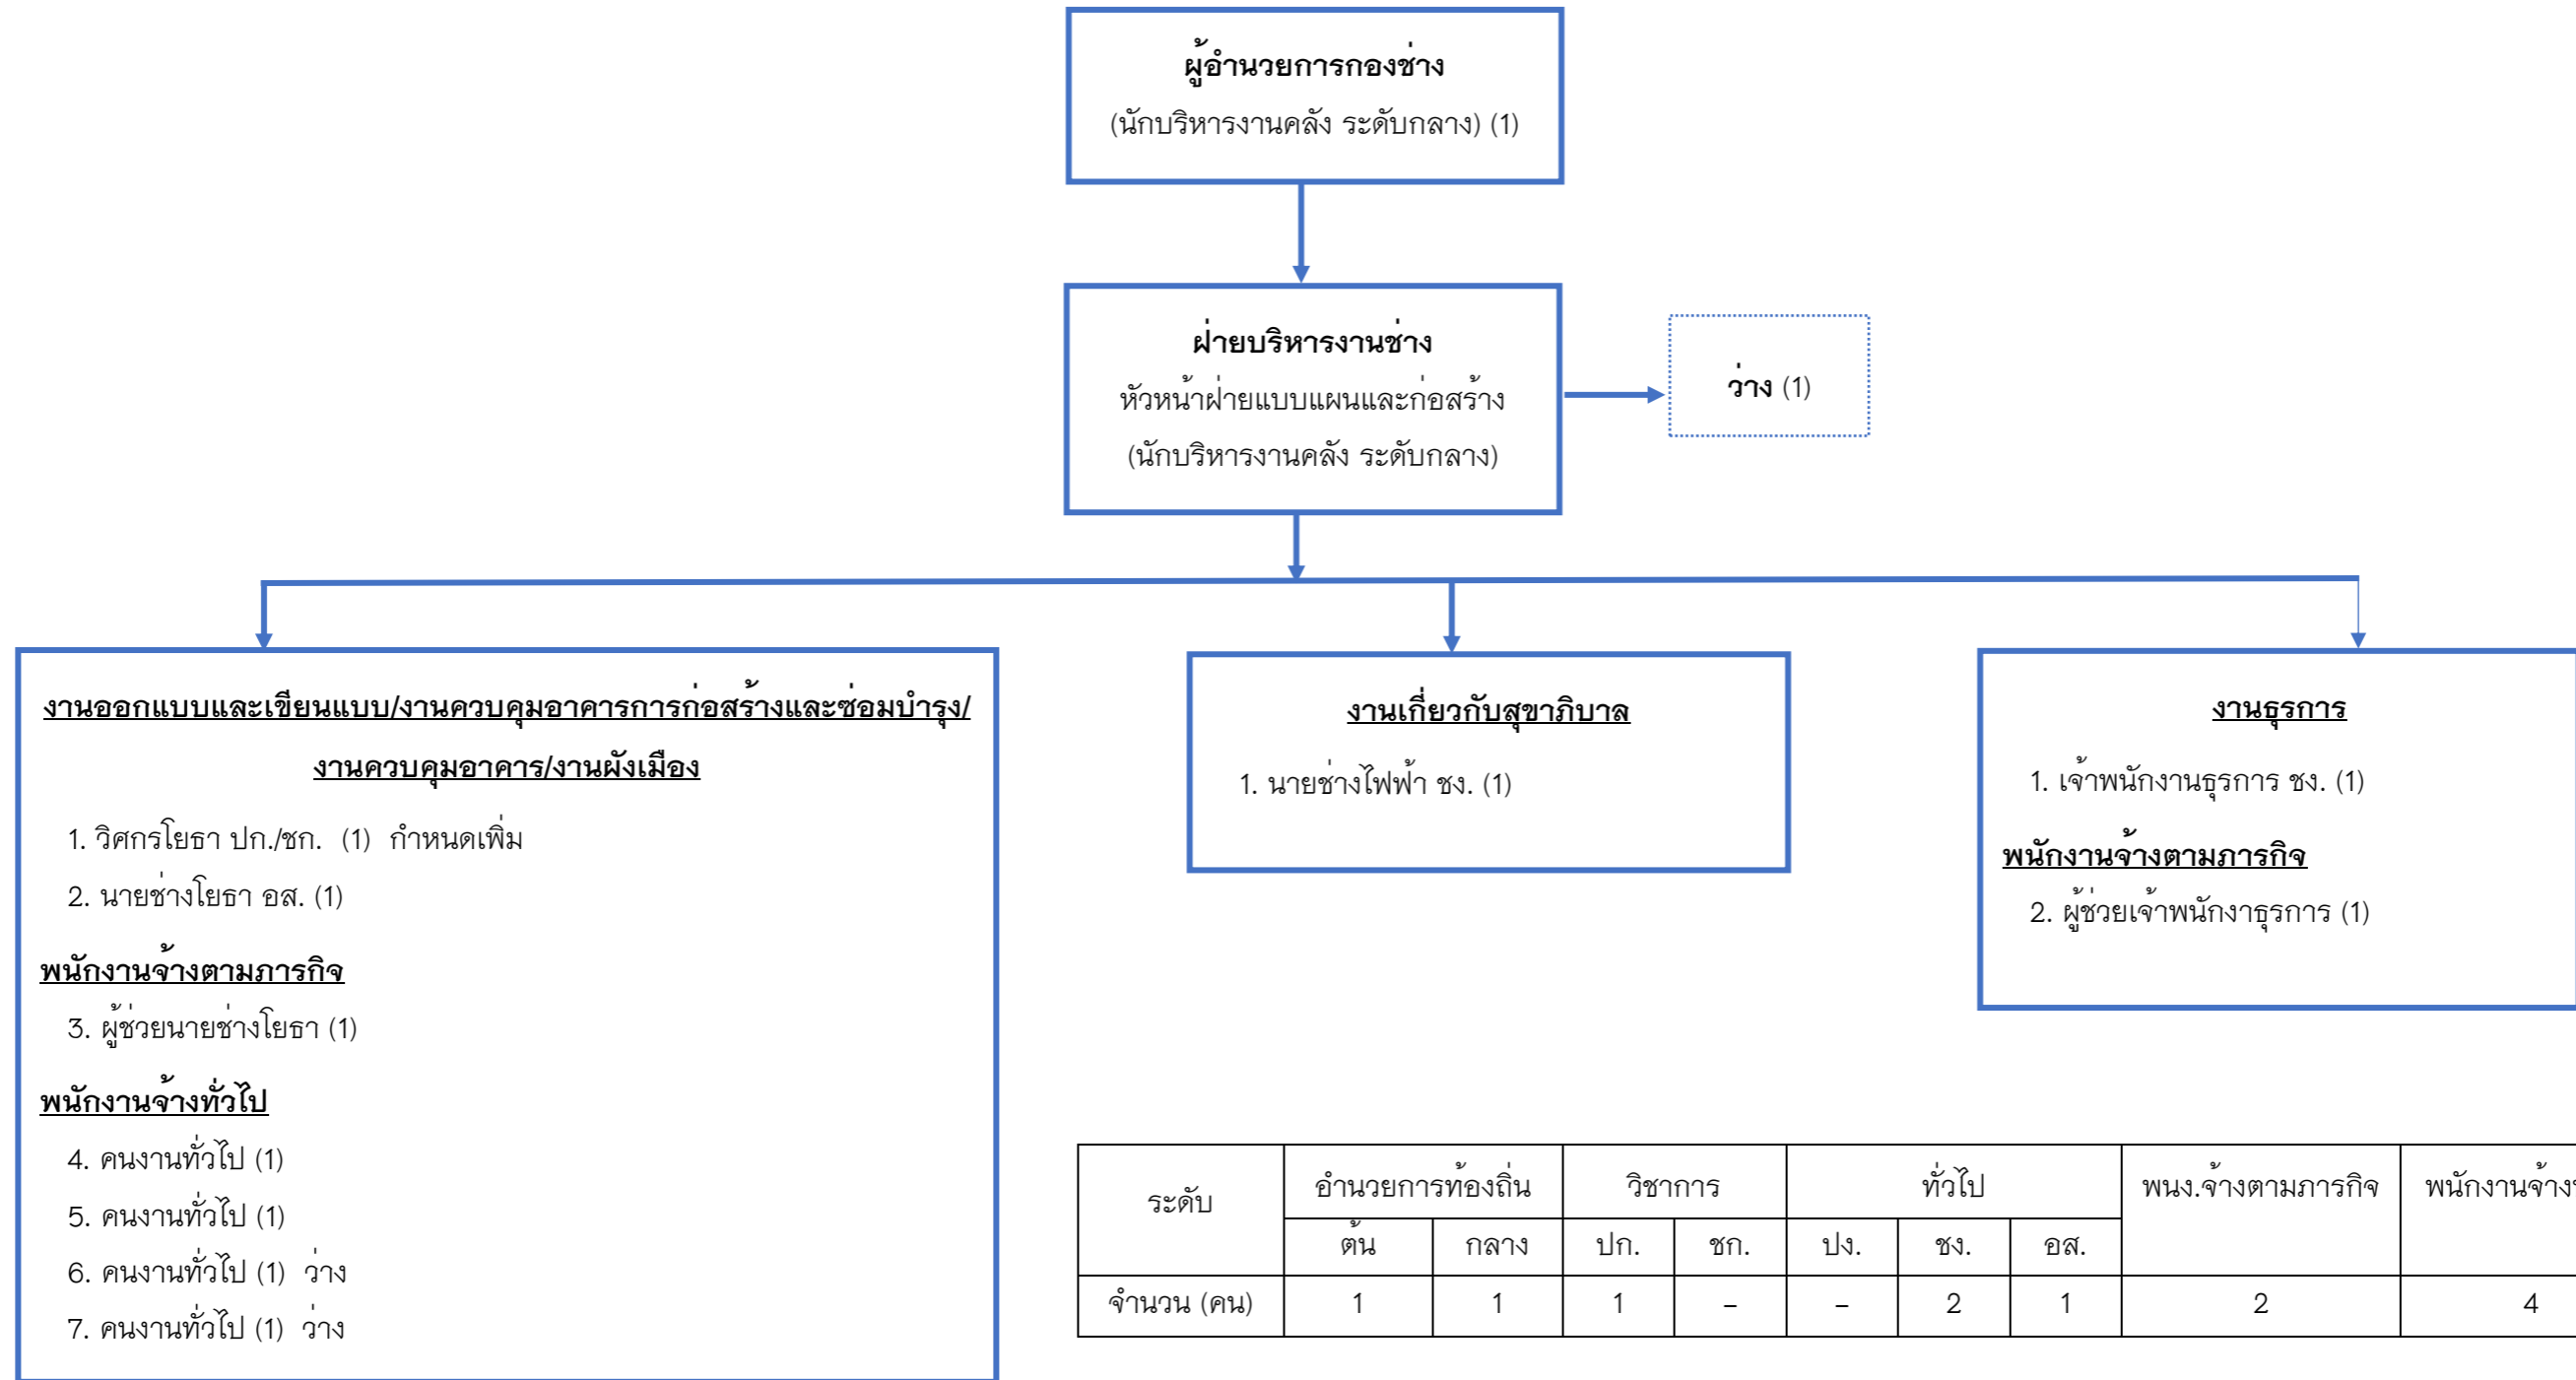 ผู้อำนวยการกองช่าง
(นักบริหารงานคลัง ระดับกลาง) (1)
ฝ่ายบริหารงานช่าง
หัวหน้าฝ่ายแบบแผนและก่อสร้าง
(นักบริหารงานคลัง ระดับกลาง)
ว่าง (1)
งานออกแบบและเขียนแบบ/งานควบคุมอาคารการก่อสร้างและซ่อมบำรุง/
งานควบคุมอาคาร/งานผังเมือง
1. วิศกรโยธา ปก./ชก. (1) กำหนดเพิ่ม
2. นายช่างโยธา อส. (1)
พนักงานจ้างตามภารกิจ
3. ผู้ช่วยนายช่างโยธา (1)
พนักงานจ้างทั่วไป
4. คนงานทั่วไป (1)
5. คนงานทั่วไป (1)
6. คนงานทั่วไป (1) ว่าง
7. คนงานทั่วไป (1) ว่าง
งานเกี่ยวกับสุขาภิบาล
1. นายช่างไฟฟ้า ชง. (1)
งานธุรการ
1. เจ้าพนักงานธุรการ ชง. (1)
พนักงานจ้างตามภารกิจ
2. ผู้ช่วยเจ้าพนักงาธุรการ (1)
ระดับ อำนวยการท้องถิ่น วิชาการ ทั่วไป พนง.จ้างตามภารกิจ พนักงานจ้าง
ต้น กลาง ปก. ชก. ปง. ชง. อส.
จำนวน (คน) 1 1 1 – – 2 1 2 4